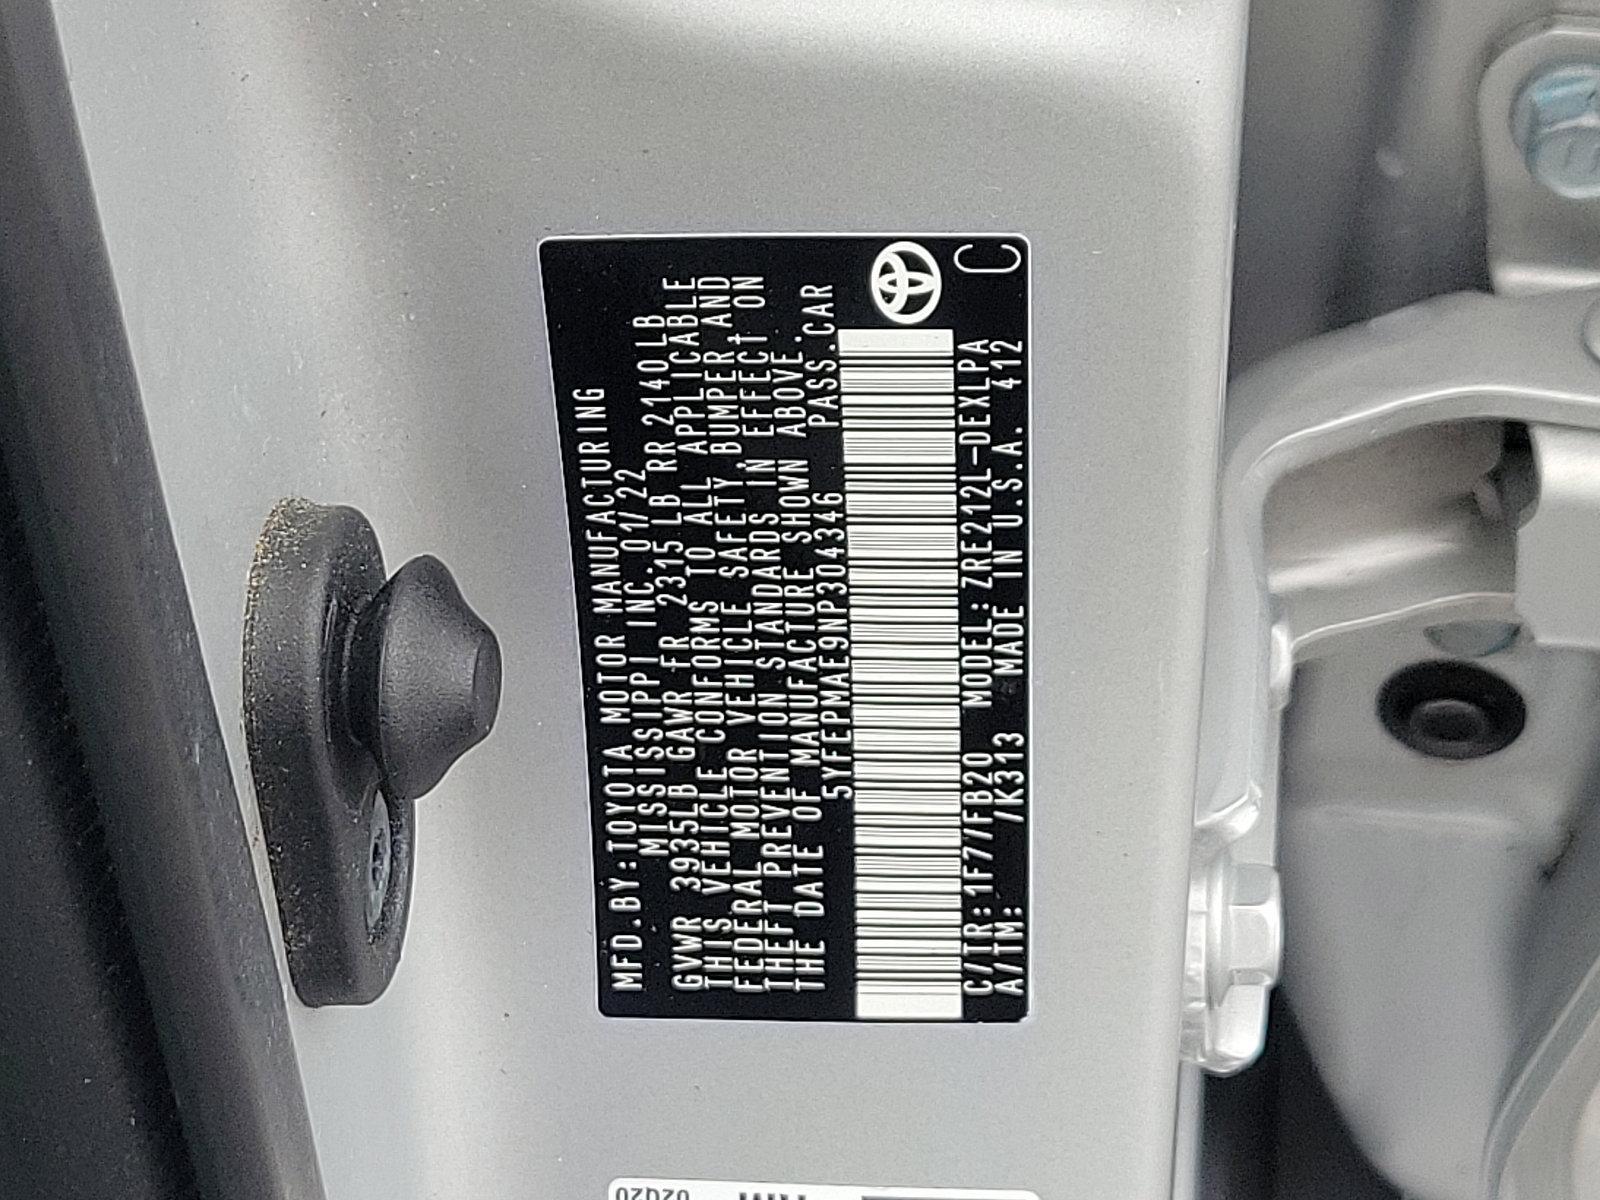 MFD.BY:TOYOTA MOTOR MANUFACTURING
MISSISSIPPI INC. 01/22
GVWR 3935LB GAWR FR 2315 LB RR 2140LB
THIS VEHICLE CONFORMS TO ALL APPLICABLE
FEDERAL MOTOR VEHICLE SAFETY, BUMPER, AND
THEFT PREVENTION STANDARDS IN EFFECT ON
THE DATE OF MANUFACTURE SHOWN ABOVE.
5YFEPMAE9NP304346 PASS.CAR
C/TR:1F7/FB20 MODEL:ZRE212L-DEXLPA
A/TM: /K313 MADE IN U.S.A. 412 C